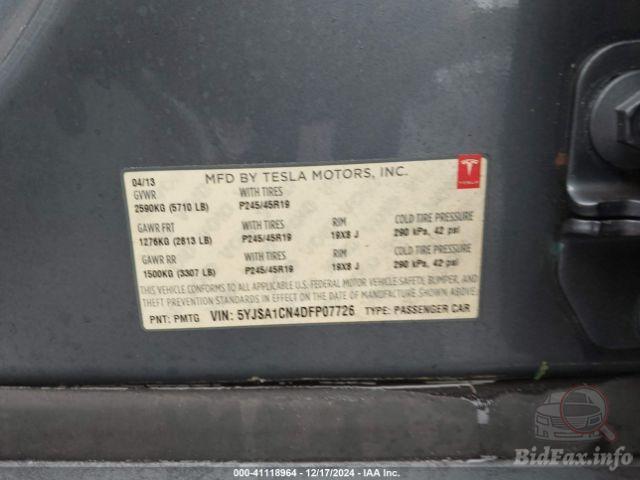 04/13 MFD BY TESLA MOTORS, INC.
TESLA
GVWR WITH TIRES
2590KG (5710 LB) P245/45R19
GAWR FRT WITH TIRES RIM COLD TIRE PRESSURE
1276KG (2813 LB) P245/45R19 19X8 J 290 kPa, 42 psi
GAWR RR WITH TIRES RIM COLD TIRE PRESSURE
1500KG (3307 LB) P245/45R19 19X8 J 290 kPa, 42 psi
THIS VEHICLE CONFORMS TO ALL APPLICABLE U.S. FEDERAL MOTOR VEHICLE SAFETY, BUMPER, AND
THEFT PREVENTION STANDARDS IN EFFECT ON THE DATE OF MANUFACTURE SHOWN ABOVE.
PNT: PMTG VIN: 5YJSA1CN4DFP07726 TYPE: PASSENGER CAR
BidFax.info
00-41118964 - 12/17/2024 - IAA Inc.